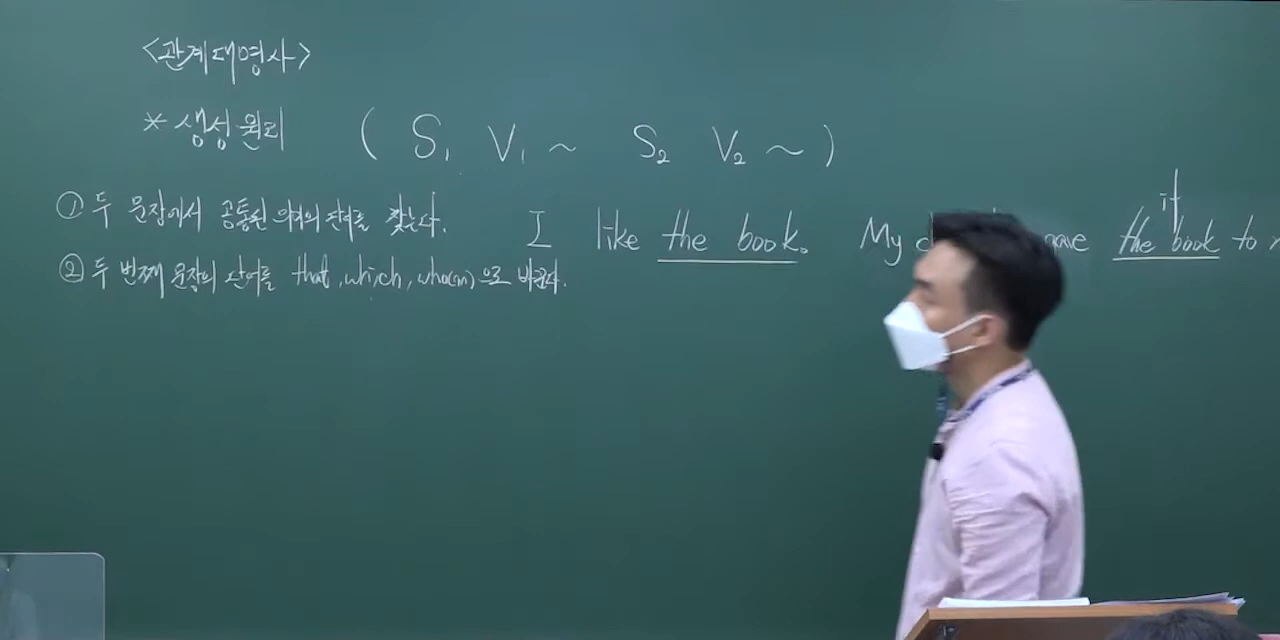 <관계대명사>
* 생성원리 ( S₁ V₁ ~ S₂ V₂ ~ )
① 두 문장에서 공통된 의미의 단어를 찾는다.
② 두 번째 문장의 단어를 that, which, who(m)으로 바꾼다.
it
I like the book. My gave the book to